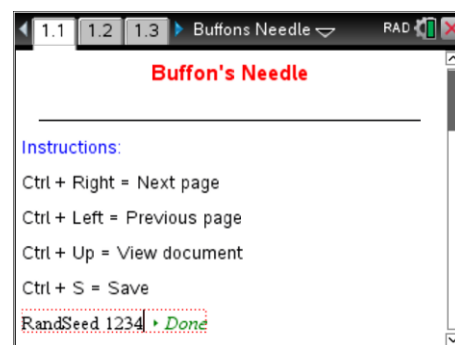 1.1 1.2 1.3 Buffons Needle RAD
Buffon's Needle
Instructions:
Ctrl + Right = Next page
Ctrl + Left = Previous page
Ctrl + Up = View document
Ctrl + S = Save
RandSeed 1234 ▸ Done